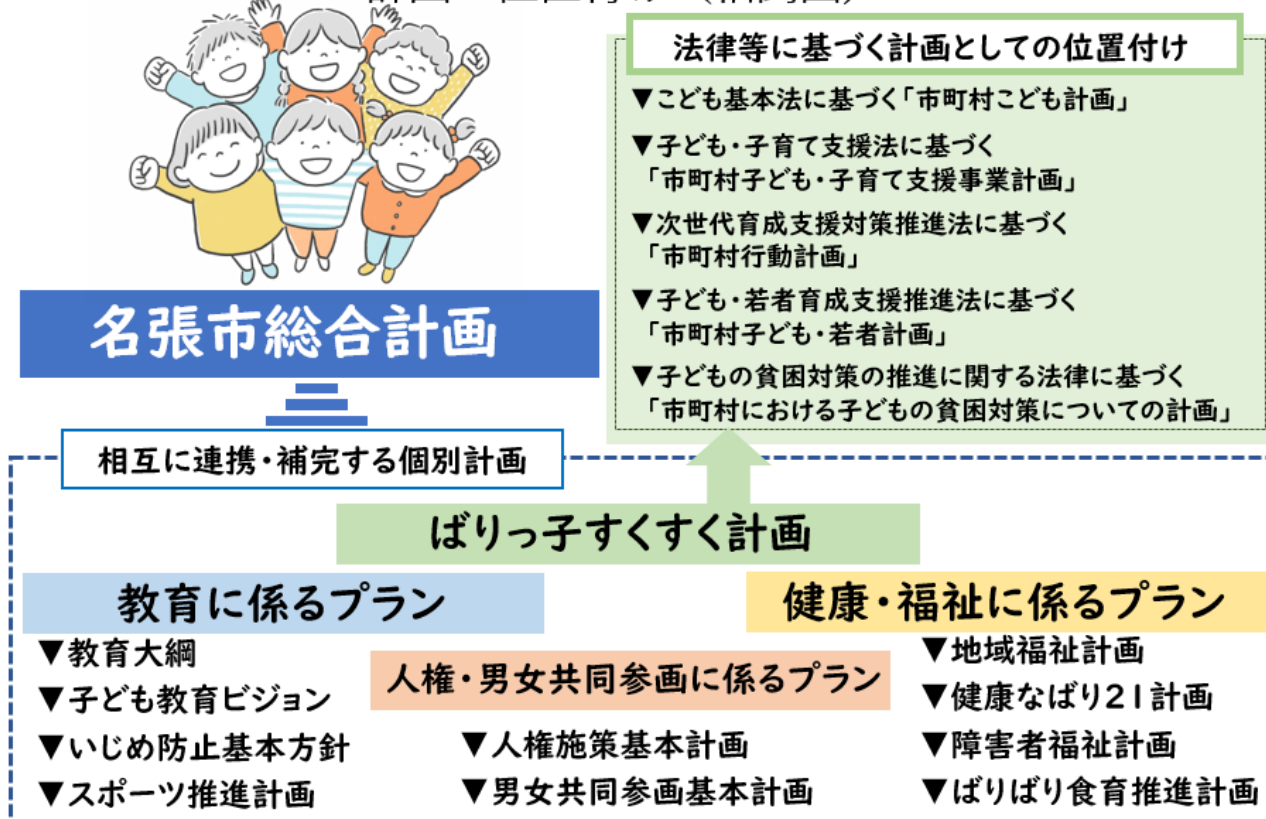 法律等に基づく計画としての位置付け
▼こども基本法に基づく「市町村こども計画」
▼子ども・子育て支援法に基づく
「市町村子ども・子育て支援事業計画」
▼次世代育成支援対策推進法に基づく
「市町村行動計画」
▼子ども・若者育成支援推進法に基づく
「市町村子ども・若者計画」
▼子どもの貧困対策の推進に関する法律に基づく
「市町村における子どもの貧困対策についての計画」
名張市総合計画
相互に連携・補完する個別計画
ばりっ子すくすく計画
教育に係るプラン
▼教育大綱
▼子ども教育ビジョン
▼いじめ防止基本方針
▼スポーツ推進計画
人権・男女共同参画に係るプラン
▼人権施策基本計画
▼男女共同参画基本計画
健康・福祉に係るプラン
▼地域福祉計画
▼健康なばり21計画
▼障害者福祉計画
▼ばりばり食育推進計画